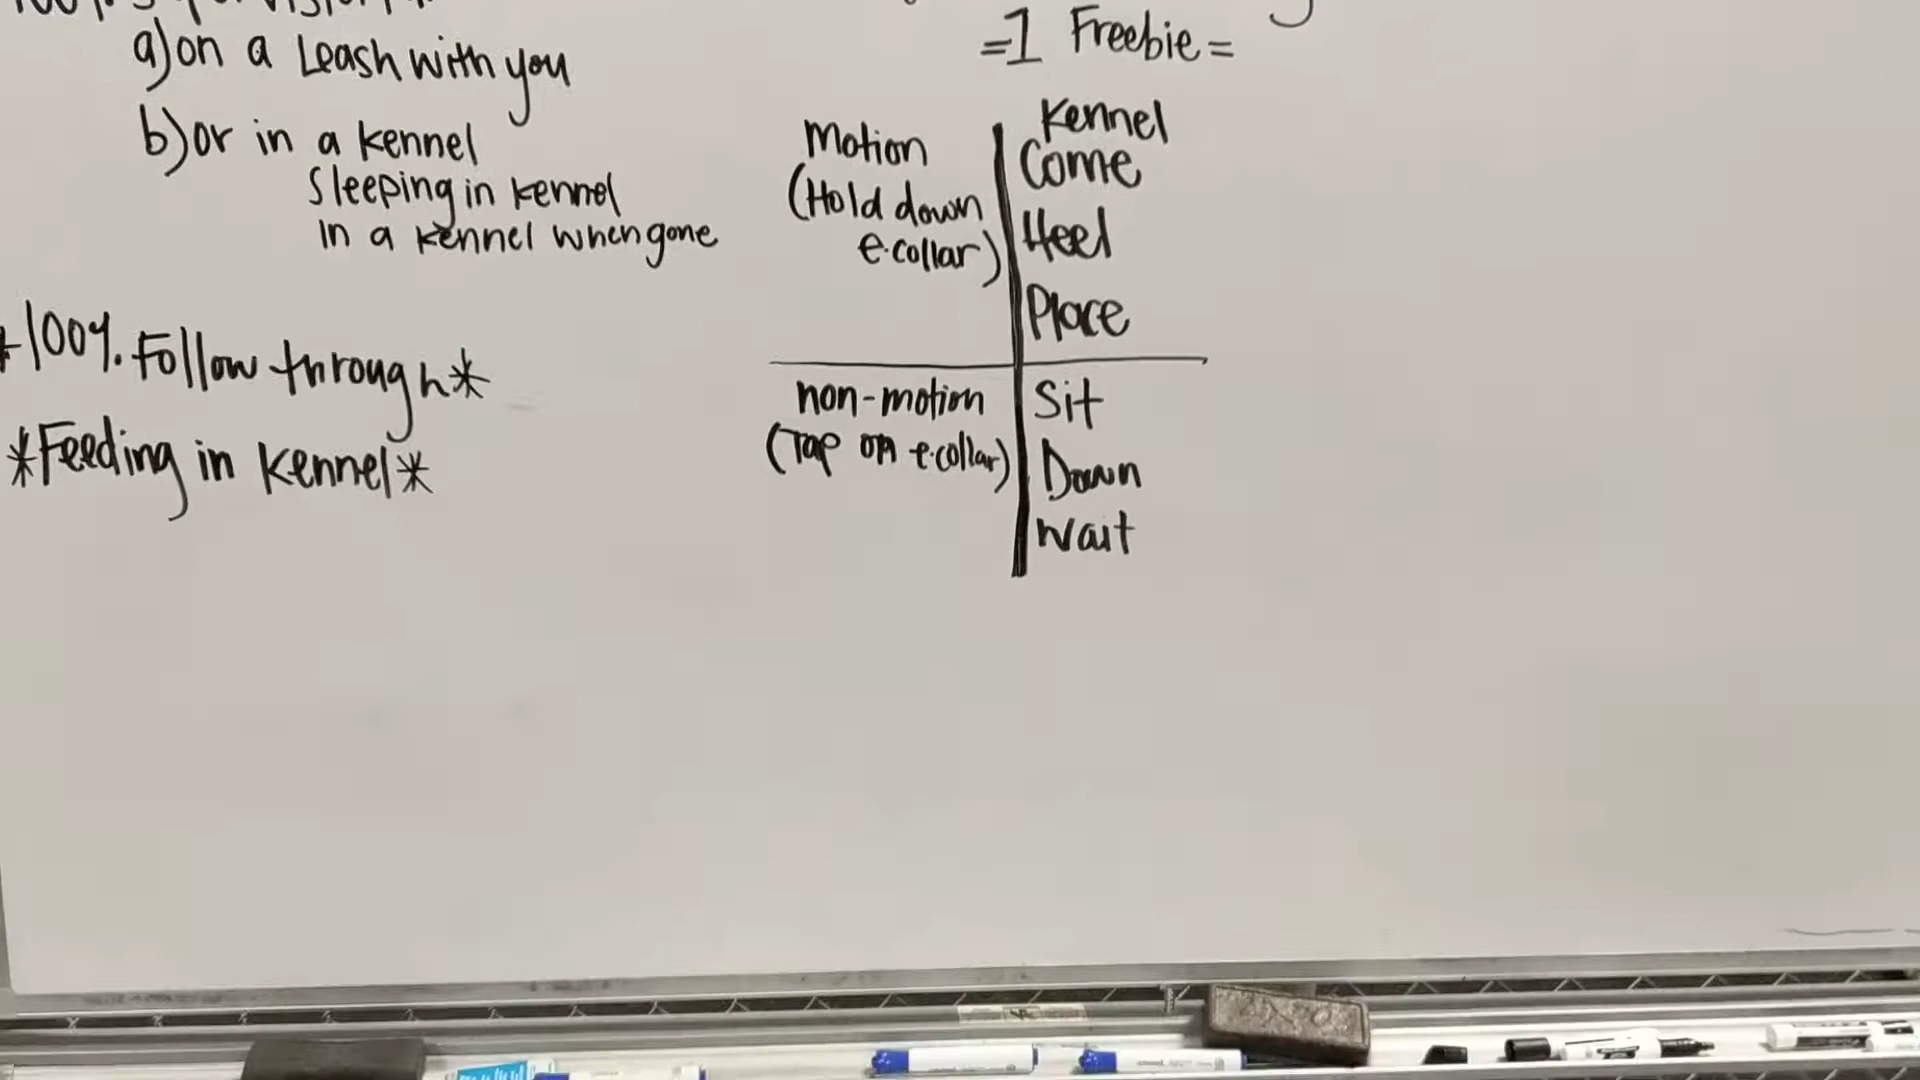 a) on a Leash with you
b) or in a kennel
Sleeping in kennel
In a kennel when gone
+100%. Follow through*
*Feeding in kennel*
=1 Freebie=
Motion
(Hold down
e.collar)
Kennel
Come
Heel
Place
non-motion
(Tap on e.collar)
Sit
Down
Wait